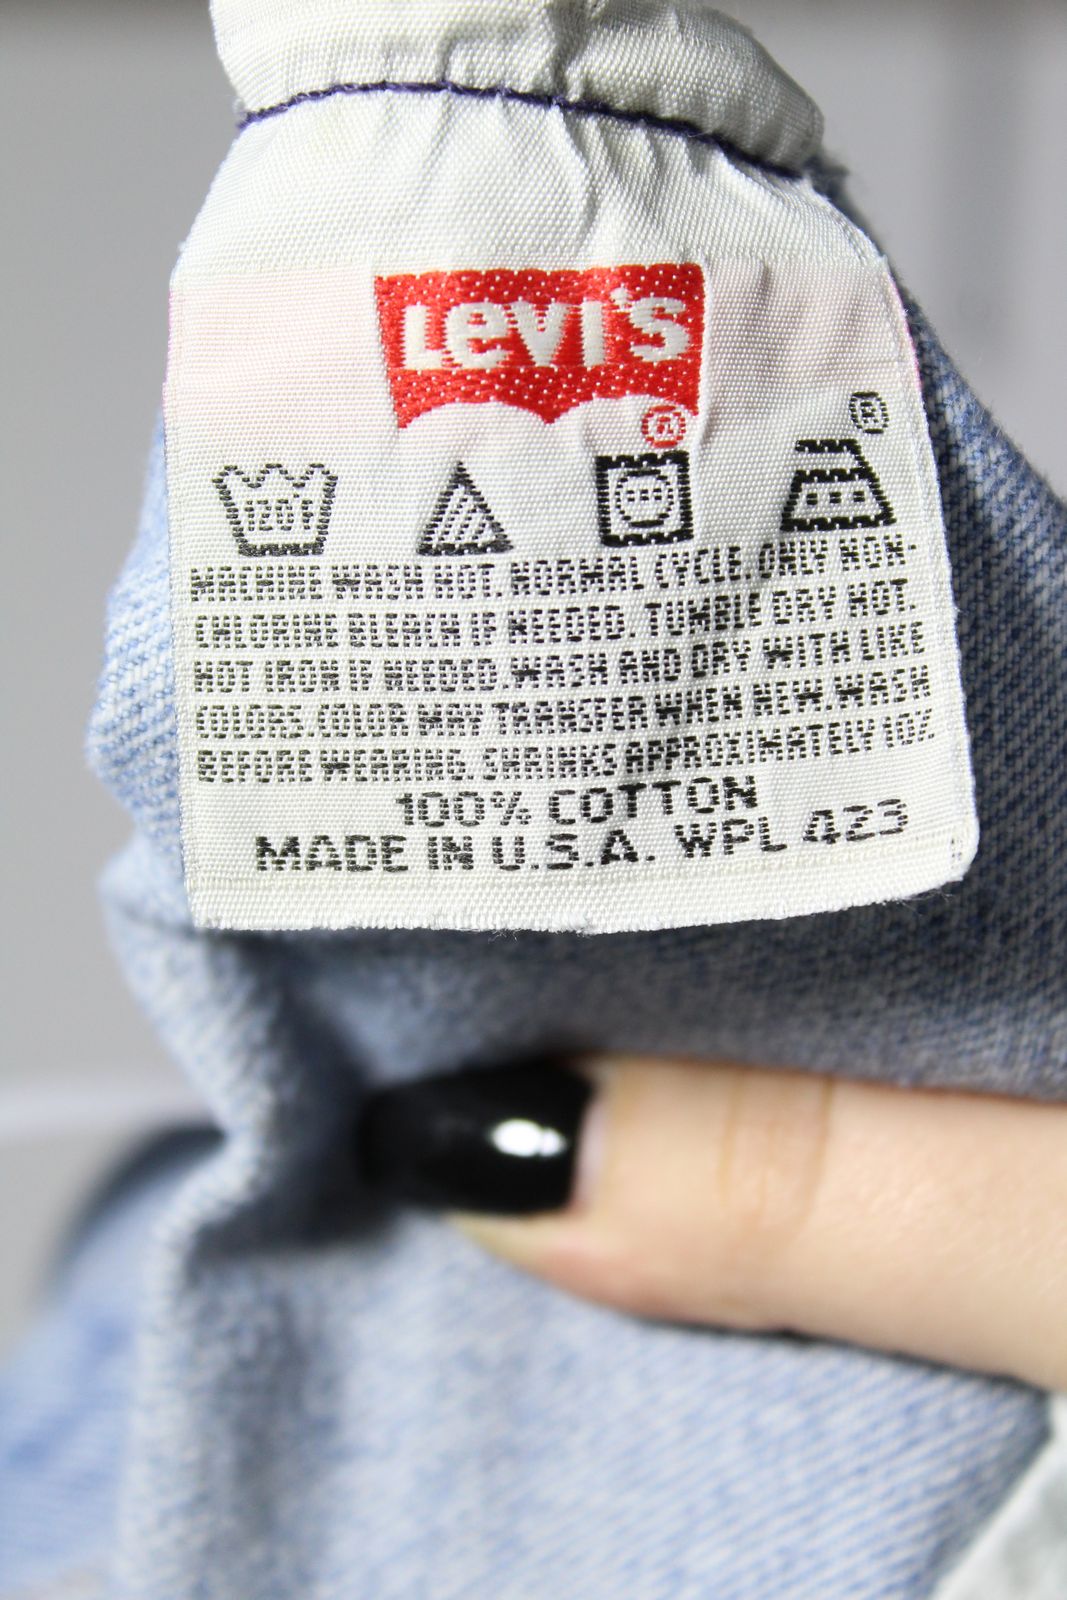 Levi's
®
®
120°F
MACHINE WASH HOT. NORMAL CYCLE. ONLY NON-
CHLORINE BLEACH IF NEEDED. TUMBLE DRY HOT.
HOT IRON IF NEEDED. WASH AND DRY WITH LIKE
COLORS. COLOR MAY TRANSFER WHEN NEW. WASH
BEFORE WEARING. SHRINKS APPROXIMATELY 10%.
100% COTTON
MADE IN U.S.A. WPL 423